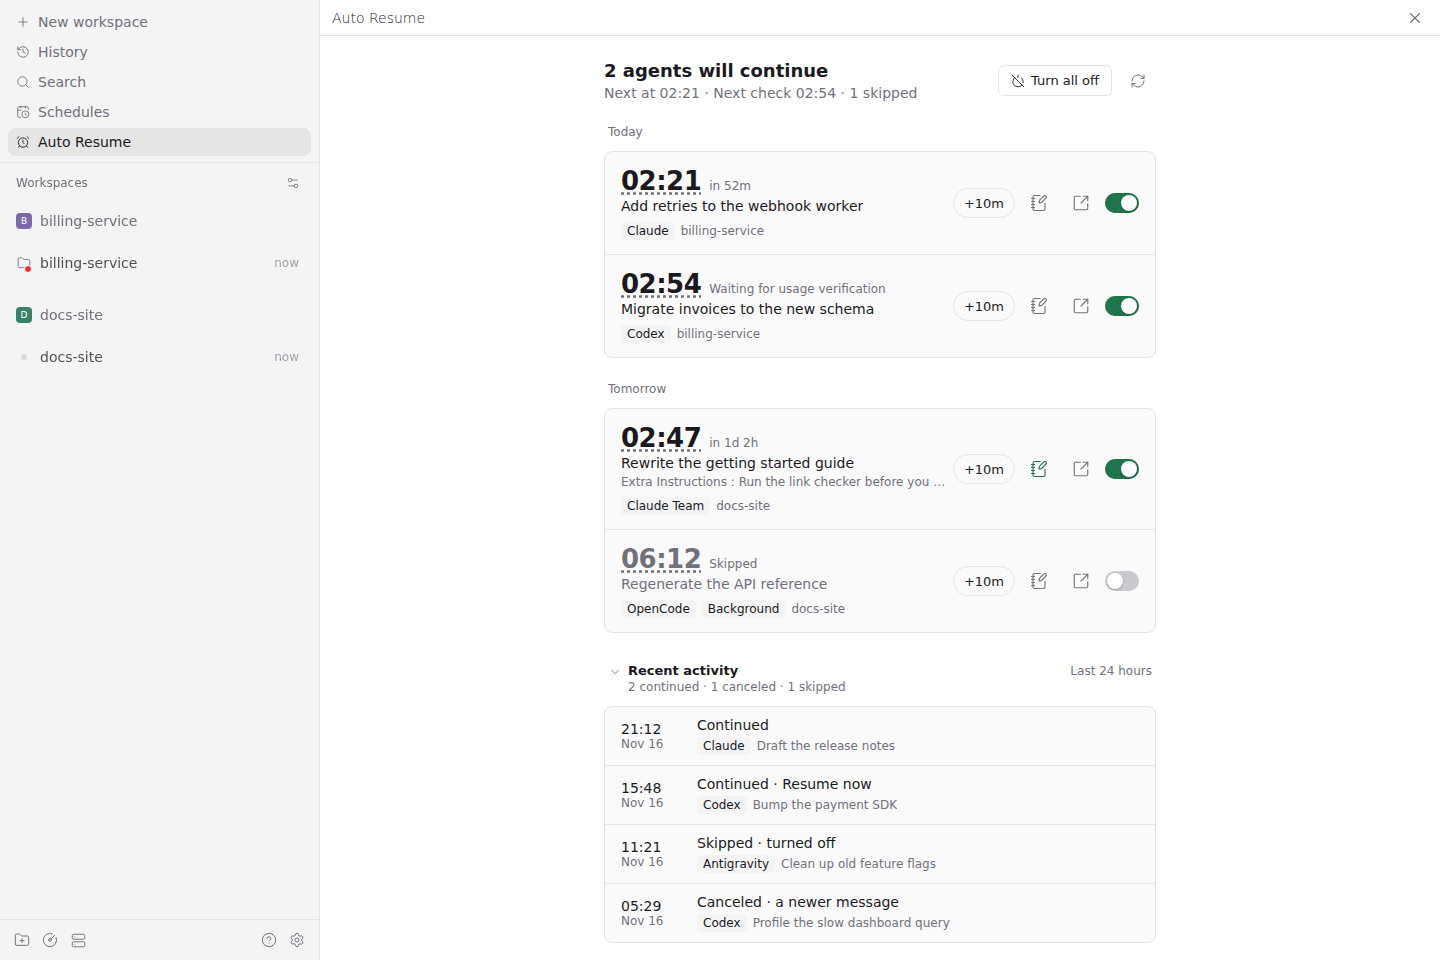 New workspace
History
Search
Schedules
Auto Resume
Workspaces
B billing-service
billing-service now
D docs-site
docs-site now
Auto Resume
2 agents will continue
Next at 02:21 · Next check 02:54 · 1 skipped
Turn all off
Today
02:21 in 52m
Add retries to the webhook worker
Claude billing-service
+10m
02:54 Waiting for usage verification
Migrate invoices to the new schema
Codex billing-service
+10m
Tomorrow
02:47 in 1d 2h
Rewrite the getting started guide
Extra Instructions : Run the link checker before you …
Claude Team docs-site
+10m
06:12 Skipped
Regenerate the API reference
OpenCode Background docs-site
+10m
Recent activity
2 continued · 1 canceled · 1 skipped
Last 24 hours
21:12
Nov 16
Continued
Claude Draft the release notes
15:48
Nov 16
Continued · Resume now
Codex Bump the payment SDK
11:21
Nov 16
Skipped · turned off
Antigravity Clean up old feature flags
05:29
Nov 16
Canceled · a newer message
Codex Profile the slow dashboard query